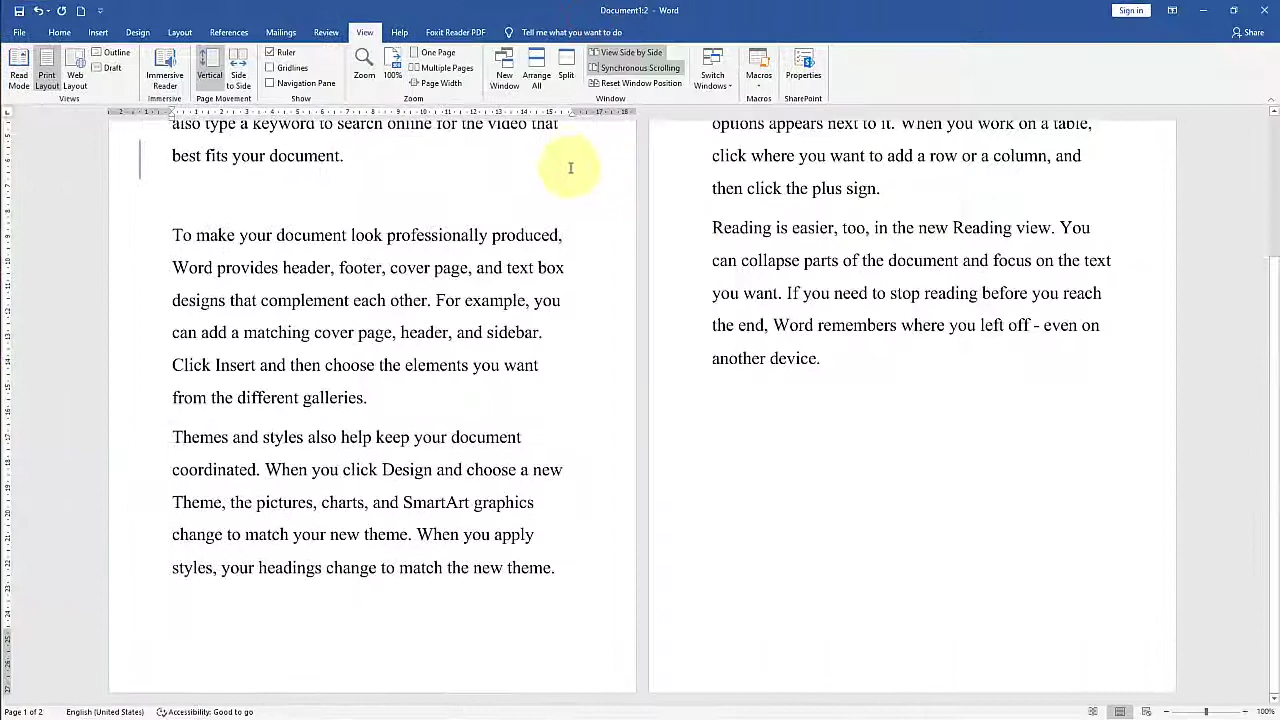 Document1:2 - Word
Sign in
File Home Insert Design Layout References Mailings Review View Help Foxit Reader PDF Tell me what you want to do Share
Read Mode
Print Layout
Web Layout
Outline
Draft
Views
Immersive Reader
Immersive
Vertical
Side to Side
Page Movement
Ruler
Gridlines
Navigation Pane
Show
Zoom
100%
One Page
Multiple Pages
Page Width
Zoom
New Window
Arrange All
Split
View Side by Side
Synchronous Scrolling
Reset Window Position
Window
Switch Windows
Macros
Macros
Properties
SharePoint
also type a keyword to search online for the video that
best fits your document.
To make your document look professionally produced,
Word provides header, footer, cover page, and text box
designs that complement each other. For example, you
can add a matching cover page, header, and sidebar.
Click Insert and then choose the elements you want
from the different galleries.
Themes and styles also help keep your document
coordinated. When you click Design and choose a new
Theme, the pictures, charts, and SmartArt graphics
change to match your new theme. When you apply
styles, your headings change to match the new theme.
options appears next to it. When you work on a table,
click where you want to add a row or a column, and
then click the plus sign.
Reading is easier, too, in the new Reading view. You
can collapse parts of the document and focus on the text
you want. If you need to stop reading before you reach
the end, Word remembers where you left off - even on
another device.
Page 1 of 2 English (United States) Accessibility: Good to go 100%